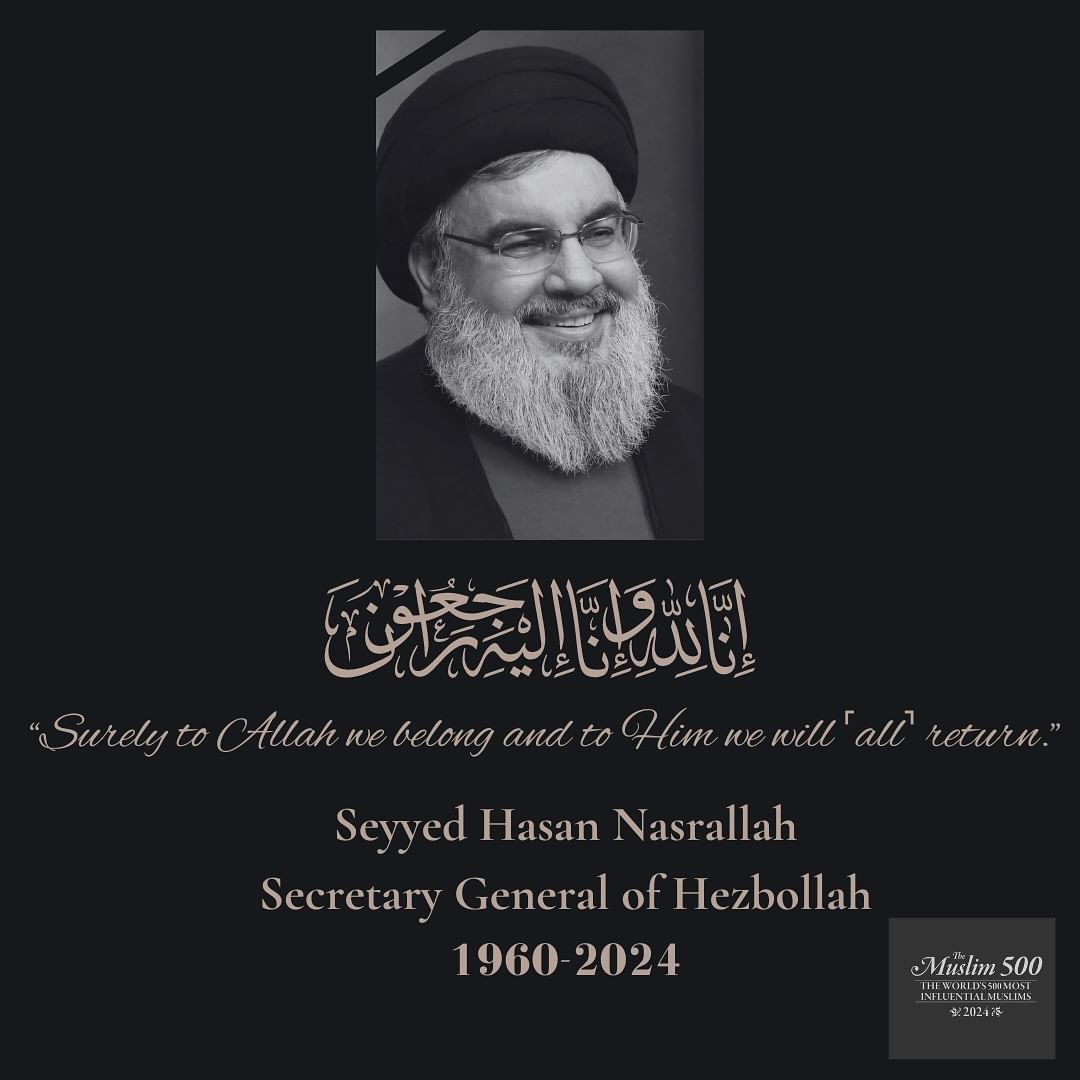 إِنَّا لِلَّهِ وَإِنَّا إِلَيْهِ رَاجِعُونَ
“Surely to Allah we belong and to Him we will ⌜all⌝ return.”
Seyyed Hasan Nasrallah
Secretary General of Hezbollah
1960-2024
The
Muslim 500
THE WORLD'S 500 MOST
INFLUENTIAL MUSLIMS
2024